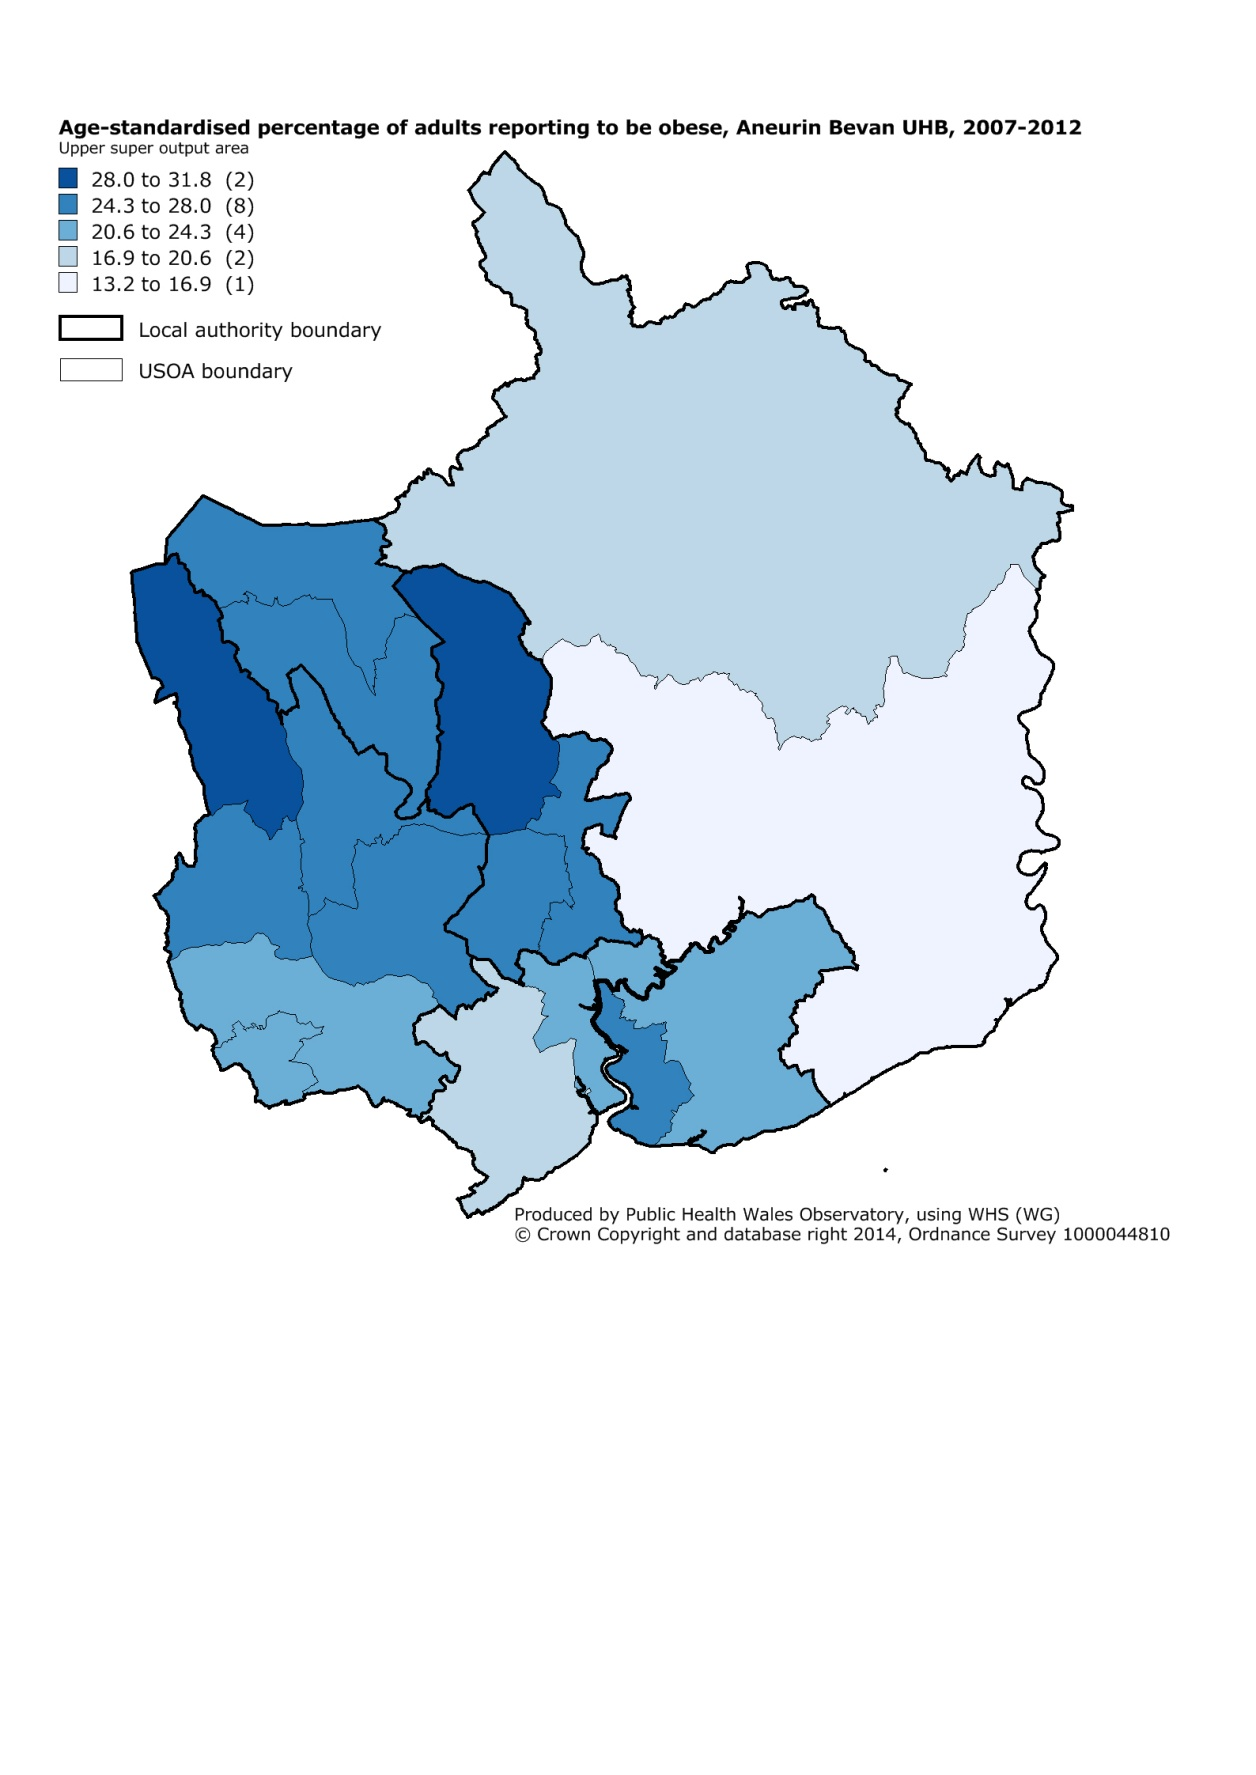 Age-standardised percentage of adults reporting to be obese, Aneurin Bevan UHB, 2007-2012
Upper super output area
28.0 to 31.8 (2)
24.3 to 28.0 (8)
20.6 to 24.3 (4)
16.9 to 20.6 (2)
13.2 to 16.9 (1)
Local authority boundary
USOA boundary
Produced by Public Health Wales Observatory, using WHS (WG)
© Crown Copyright and database right 2014, Ordnance Survey 1000044810